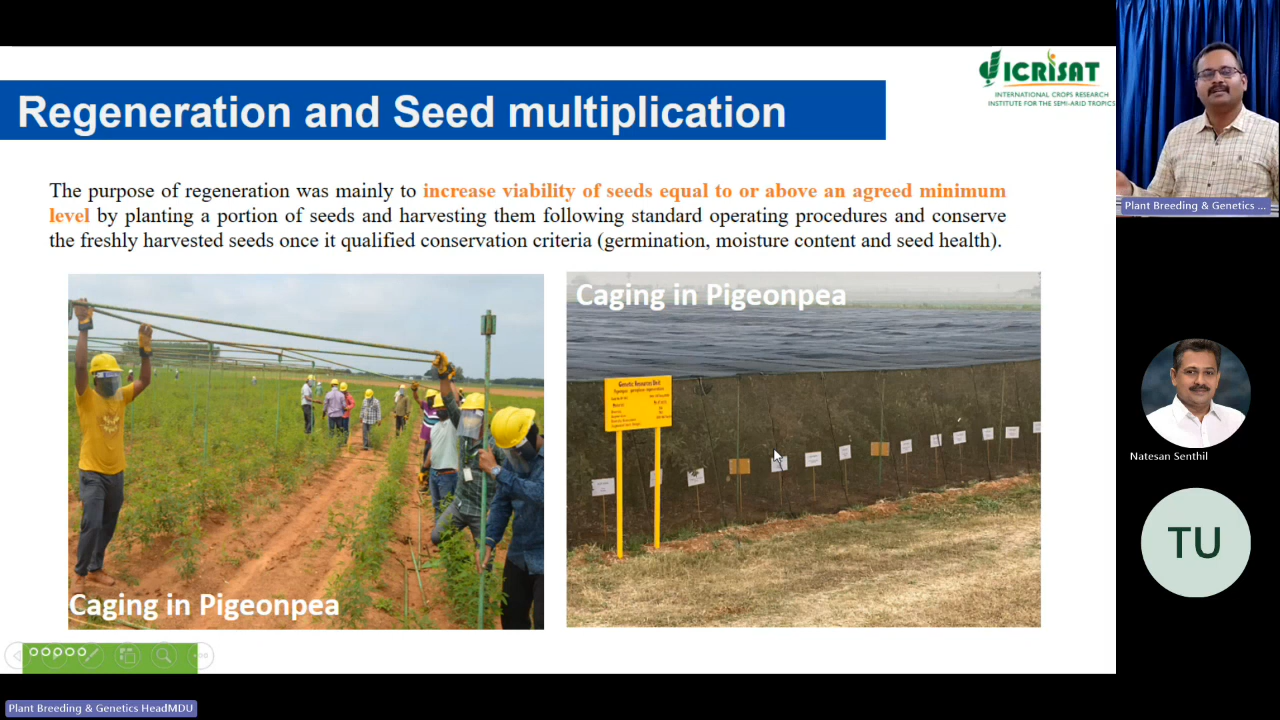 ICRISAT
INTERNATIONAL CROPS RESEARCH
INSTITUTE FOR THE SEMI-ARID TROPICS
Regeneration and Seed multiplication
The purpose of regeneration was mainly to increase viability of seeds equal to or above an agreed minimum
level by planting a portion of seeds and harvesting them following standard operating procedures and conserve
the freshly harvested seeds once it qualified conservation criteria (germination, moisture content and seed health).
Caging in Pigeonpea
Caging in Pigeonpea
Genetic Resources Unit
Plant Breeding & Genetics ...
Natesan Senthil
TU
Plant Breeding & Genetics HeadMDU